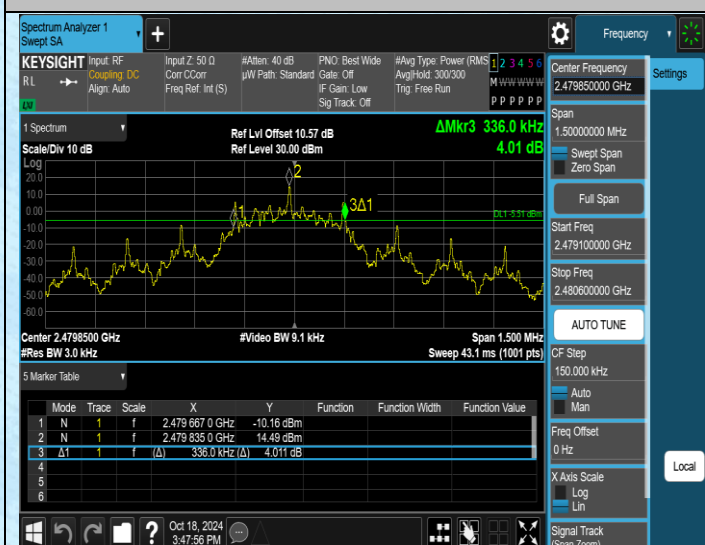 Spectrum Analyzer 1
Swept SA
Frequency
KEYSIGHT
R L
LXI
Input: RF
Coupling: DC
Align: Auto
Input Z: 50 Ω
Corr CCorr
Freq Ref: Int (S)
#Atten: 40 dB
µW Path: Standard
PNO: Best Wide
Gate: Off
IF Gain: Low
Sig Track: Off
#Avg Type: Power (RMS
Avg|Hold: 300/300
Trig: Free Run
1 2 3 4 5 6
M W W W W W
P P P P P P
1 Spectrum
Scale/Div 10 dB
Ref Lvl Offset 10.57 dB
Ref Level 30.00 dBm
ΔMkr3 336.0 kHz
4.01 dB
Log
20.0
10.0
0.00
-10.0
-20.0
-30.0
-40.0
-50.0
-60.0
2
1
3Δ1
DL1 -5.51 dBm
Center 2.4798500 GHz
#Video BW 9.1 kHz
Span 1.500 MHz
#Res BW 3.0 kHz
Sweep 43.1 ms (1001 pts)
5 Marker Table
Mode Trace Scale X Y Function Function Width Function Value
1 N 1 f 2.479 667 0 GHz -10.16 dBm
2 N 1 f 2.479 835 0 GHz 14.49 dBm
3 Δ1 1 f (Δ) 336.0 kHz (Δ) 4.011 dB
4
5
6
?
Oct 18, 2024
3:47:56 PM
Center Frequency
2.479850000 GHz
Span
1.50000000 MHz
Swept Span
Zero Span
Full Span
Start Freq
2.479100000 GHz
Stop Freq
2.480600000 GHz
AUTO TUNE
CF Step
150.000 kHz
Auto
Man
Freq Offset
0 Hz
X Axis Scale
Log
Lin
Signal Track
(Span Zoom)
Settings
Local